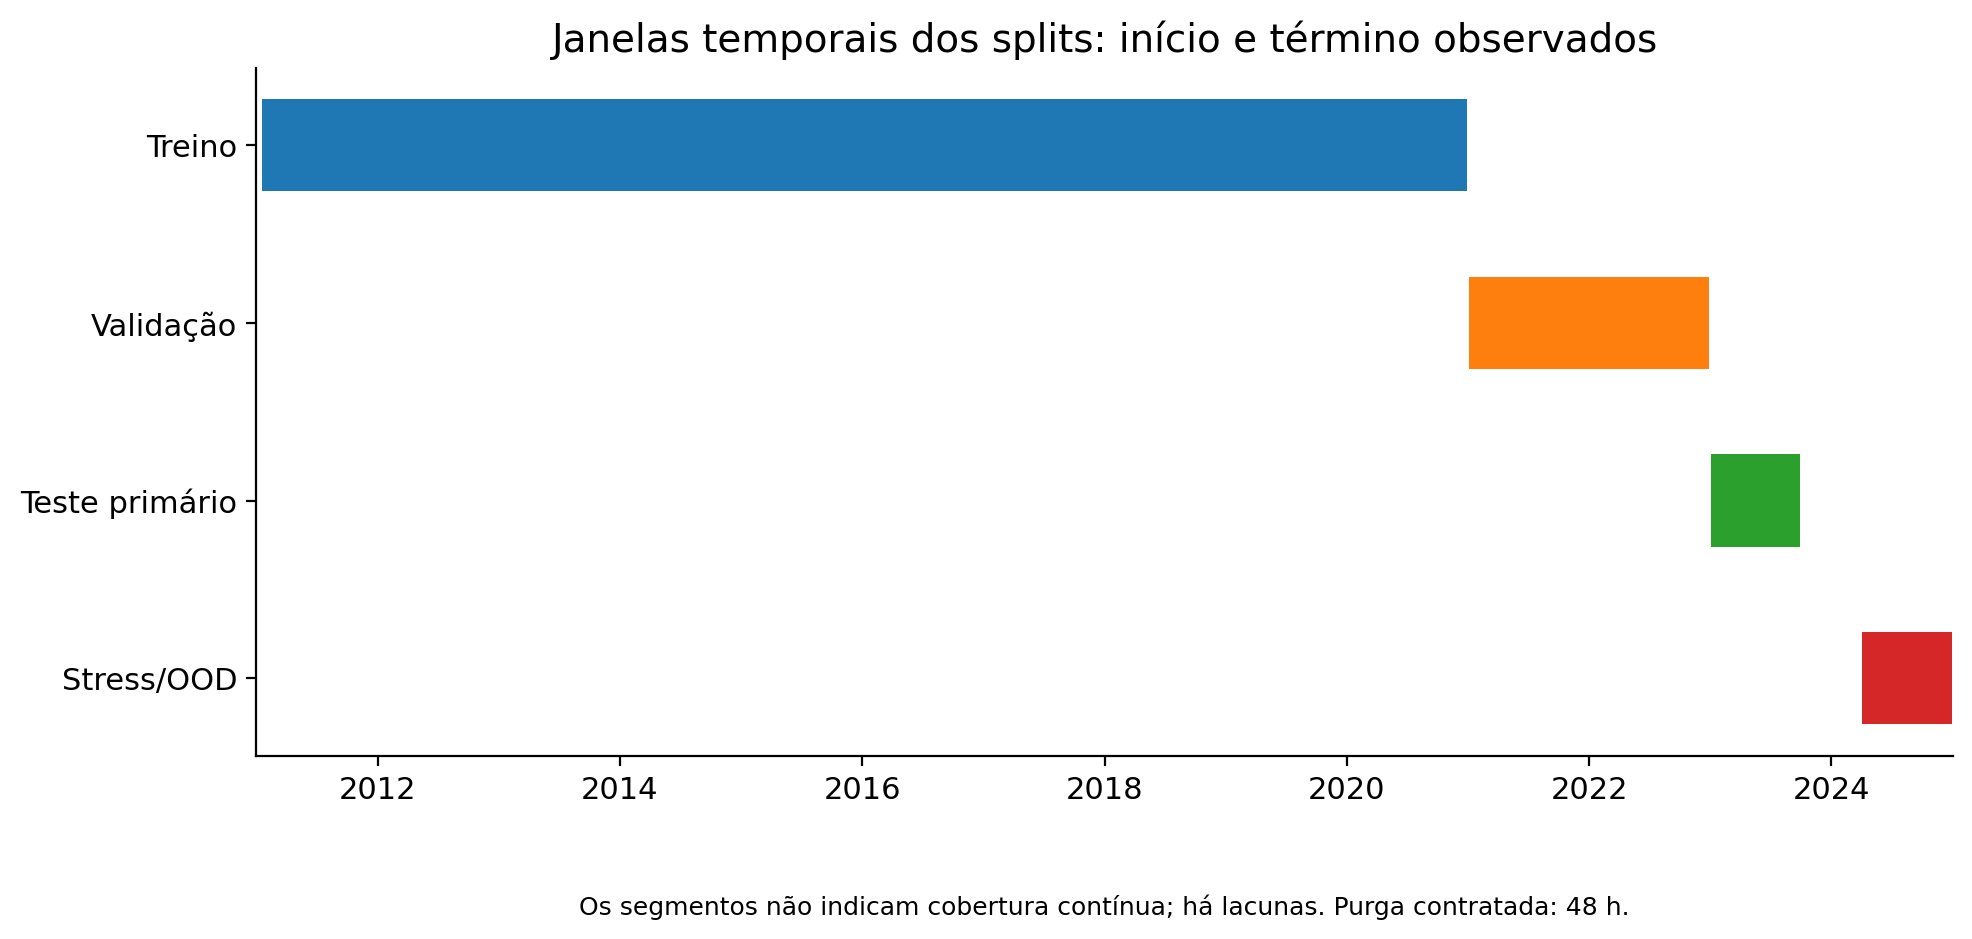 Janelas temporais dos splits: início e término observados
Treino
Validação
Teste primário
Stress/OOD
2012 2014 2016 2018 2020 2022 2024
Os segmentos não indicam cobertura contínua; há lacunas. Purga contratada: 48 h.